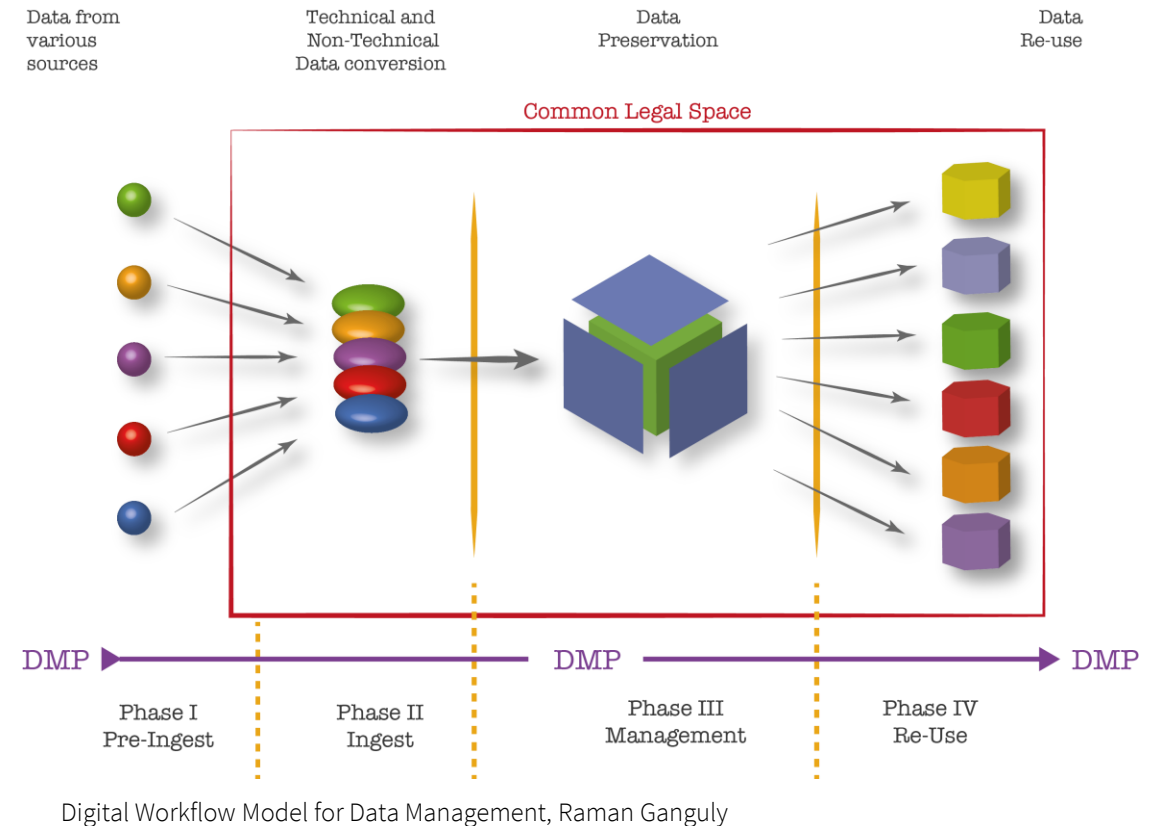 Data from
various
sources
Technical and
Non-Technical
Data conversion
Data
Preservation
Data
Re-use
Common Legal Space
DMP
DMP
DMP
Phase I
Pre-Ingest
Phase II
Ingest
Phase III
Management
Phase IV
Re-Use
Digital Workflow Model for Data Management, Raman Ganguly